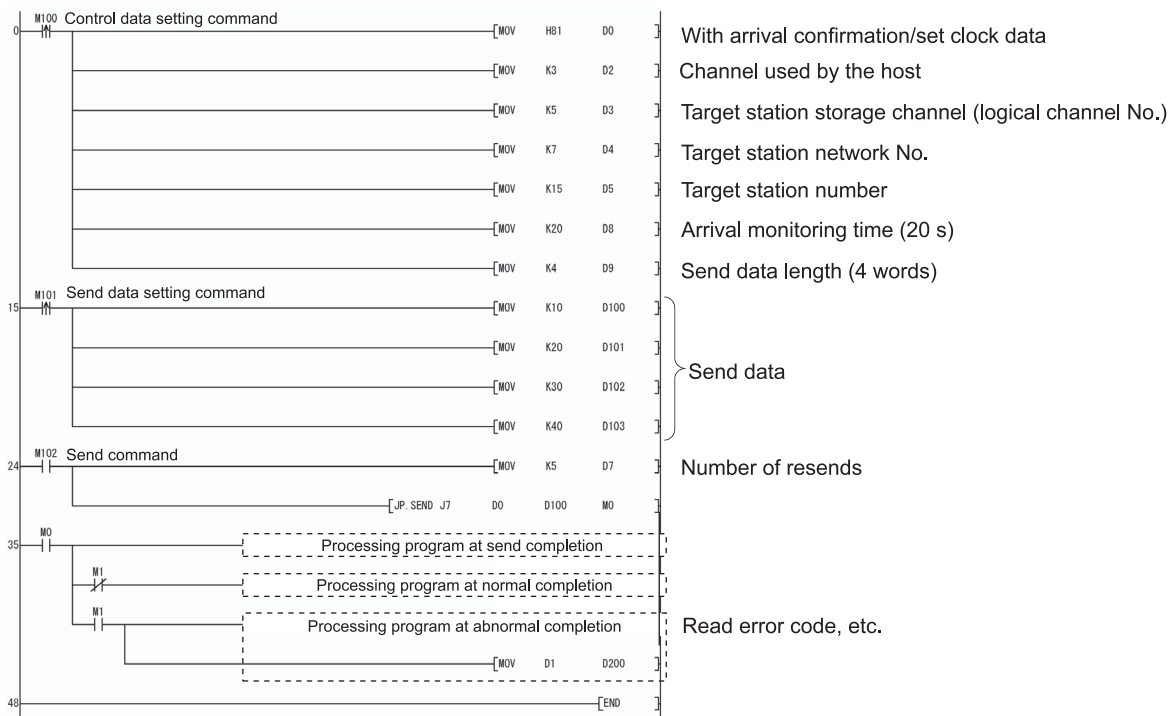 M100 Control data setting command
0 [MOV H81 D0 ] With arrival confirmation/set clock data
[MOV K3 D2 ] Channel used by the host
[MOV K5 D3 ] Target station storage channel (logical channel No.)
[MOV K7 D4 ] Target station network No.
[MOV K15 D5 ] Target station number
[MOV K20 D8 ] Arrival monitoring time (20 s)
[MOV K4 D9 ] Send data length (4 words)
M101 Send data setting command
15 [MOV K10 D100 ]
[MOV K20 D101 ]
Send data
[MOV K30 D102 ]
[MOV K40 D103 ]
M102 Send command
24 [MOV K5 D7 ] Number of resends
[JP.SEND J7 D0 D100 M0 ]
M0
35 Processing program at send completion
M1
Processing program at normal completion
M1
Processing program at abnormal completion Read error code, etc.
[MOV D1 D200 ]
48 [END ]